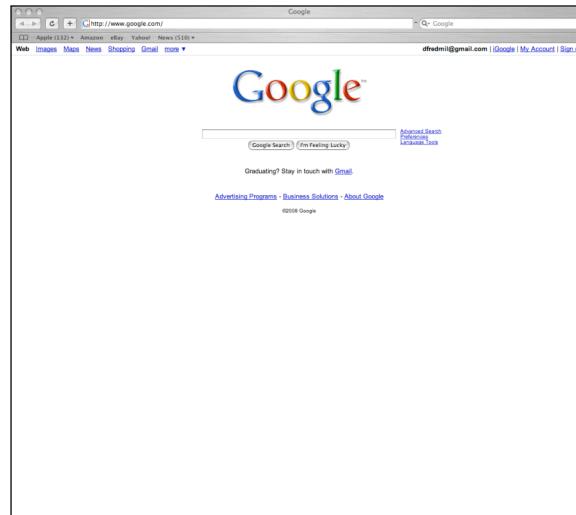 Google
http://www.google.com/ Google
Apple (132) Amazon eBay Yahoo! News (510)
Web Images Maps News Shopping Gmail more ▼ dfredmil@gmail.com | iGoogle | My Account | Sign
Google™
Advanced Search
Preferences
Language Tools
Google Search I'm Feeling Lucky
Graduating? Stay in touch with Gmail.
Advertising Programs - Business Solutions - About Google
©2008 Google